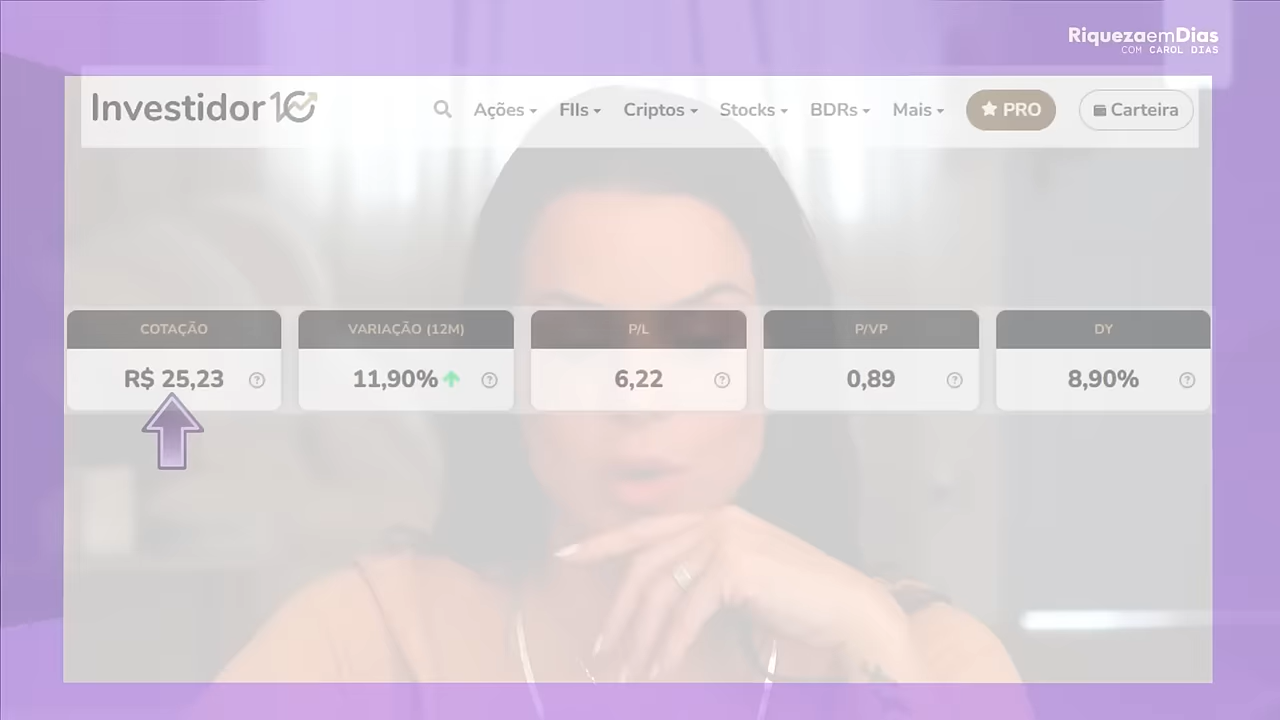 RiquezaemDias
COM CAROL DIAS
Investidor10
Ações
FIIs
Criptos
Stocks
BDRs
Mais
PRO
Carteira
COTAÇÃO
VARIAÇÃO (12M)
P/L
P/VP
DY
R$ 25,23
11,90%
6,22
0,89
8,90%